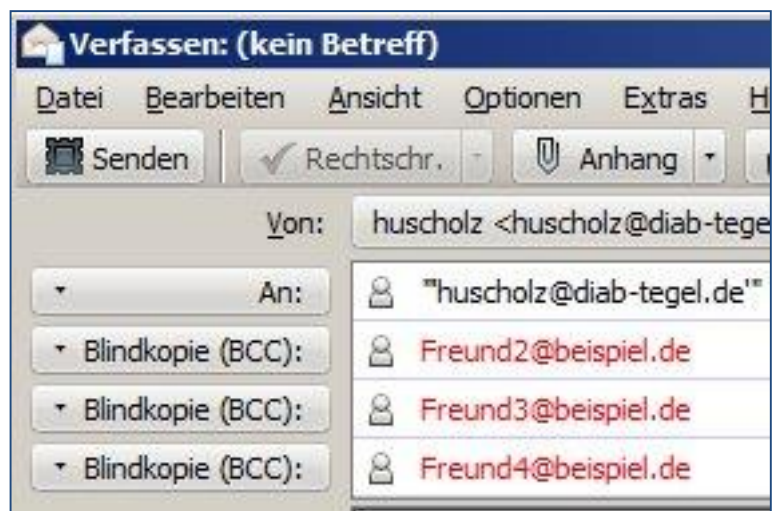 Verfassen: (kein Betreff)
Datei Bearbeiten Ansicht Optionen Extras H
Senden Rechtschr. Anhang
Von: huscholz <huscholz@diab-tege
An: "'huscholz@diab-tegel.de'"
Blindkopie (BCC): Freund2@beispiel.de
Blindkopie (BCC): Freund3@beispiel.de
Blindkopie (BCC): Freund4@beispiel.de